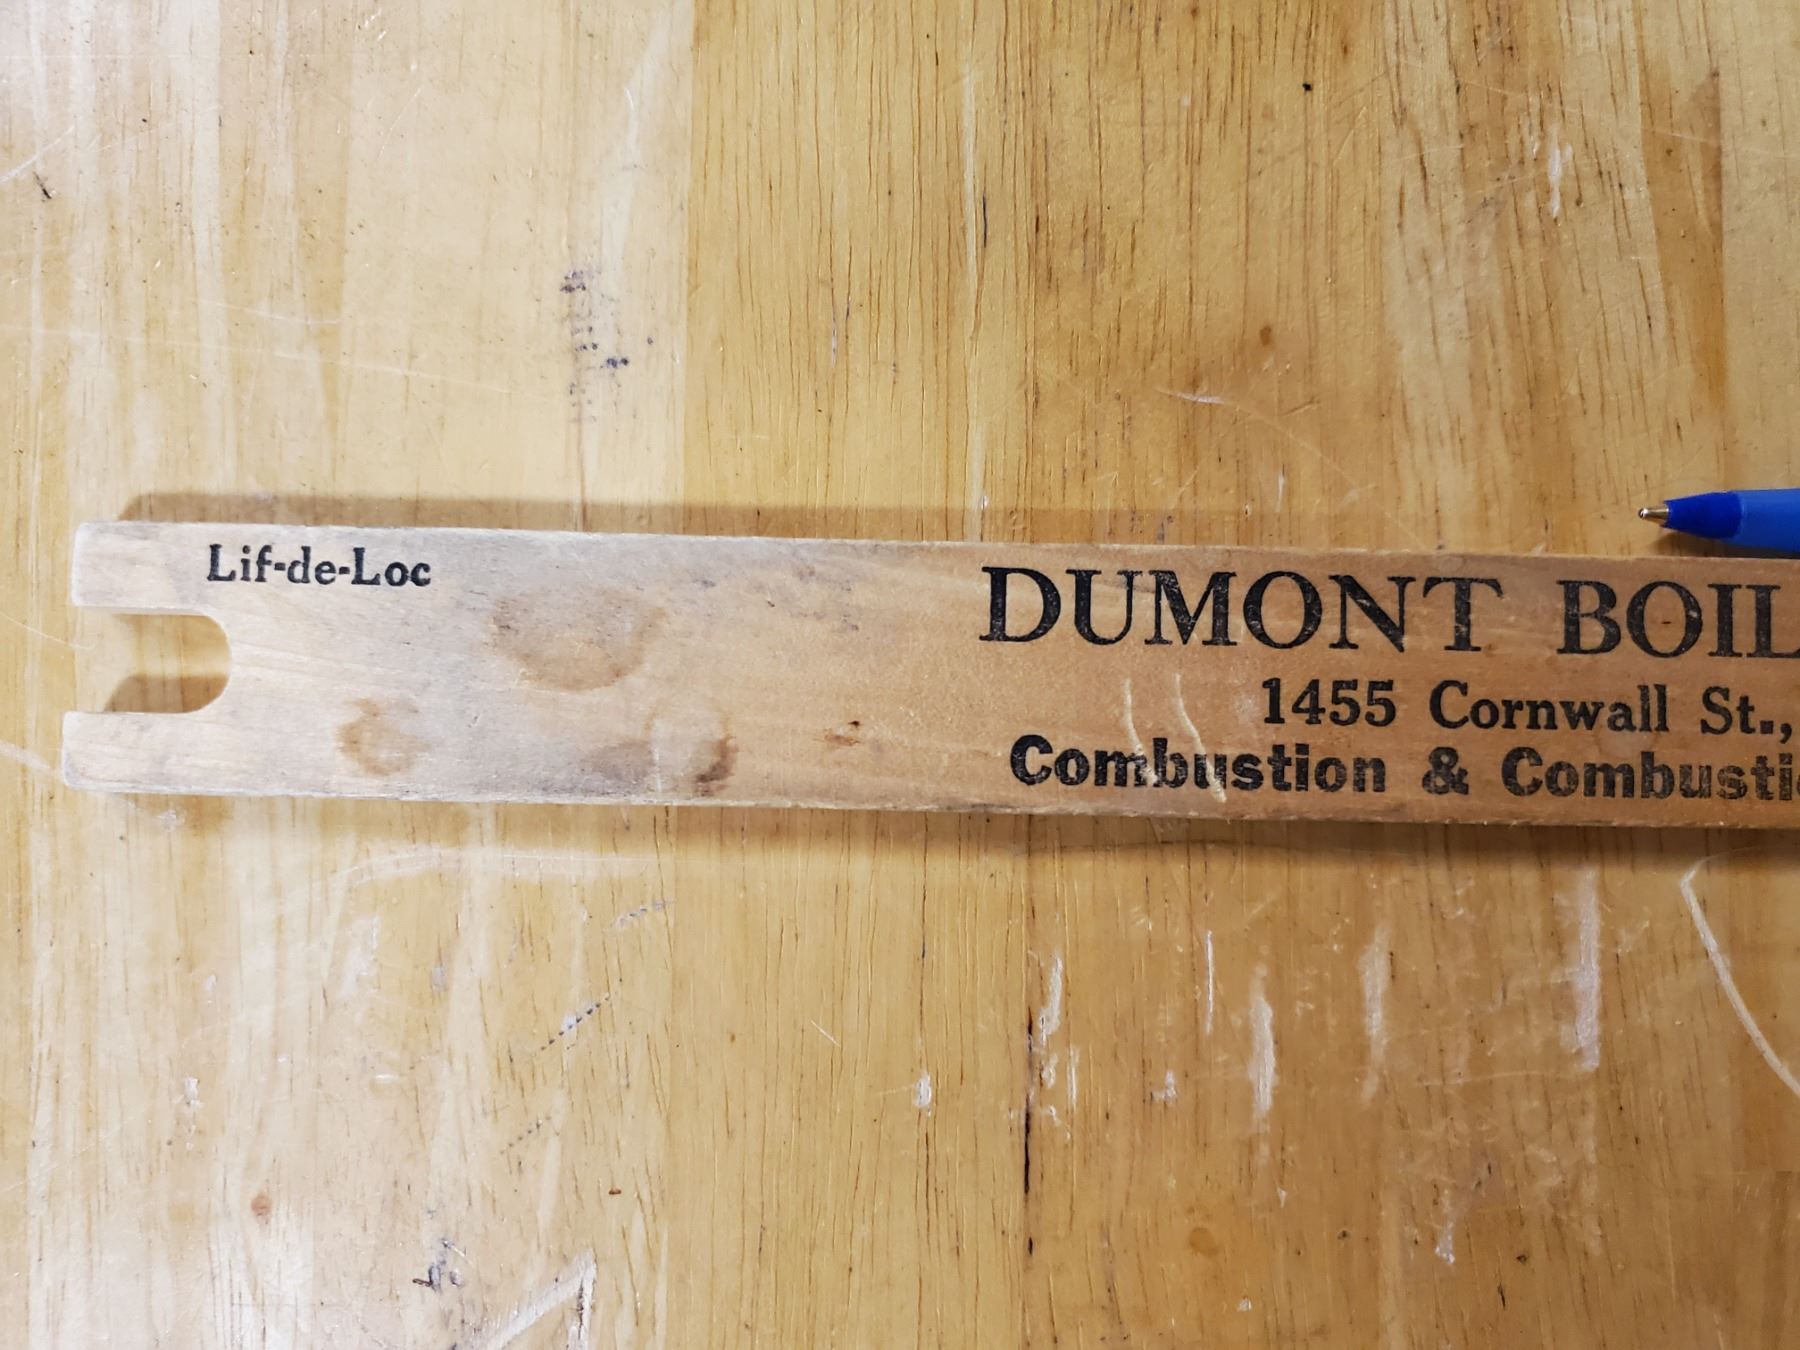 Lif-de-Loc
DUMONT BOIL
1455 Cornwall St.,
Combustion & Combusti